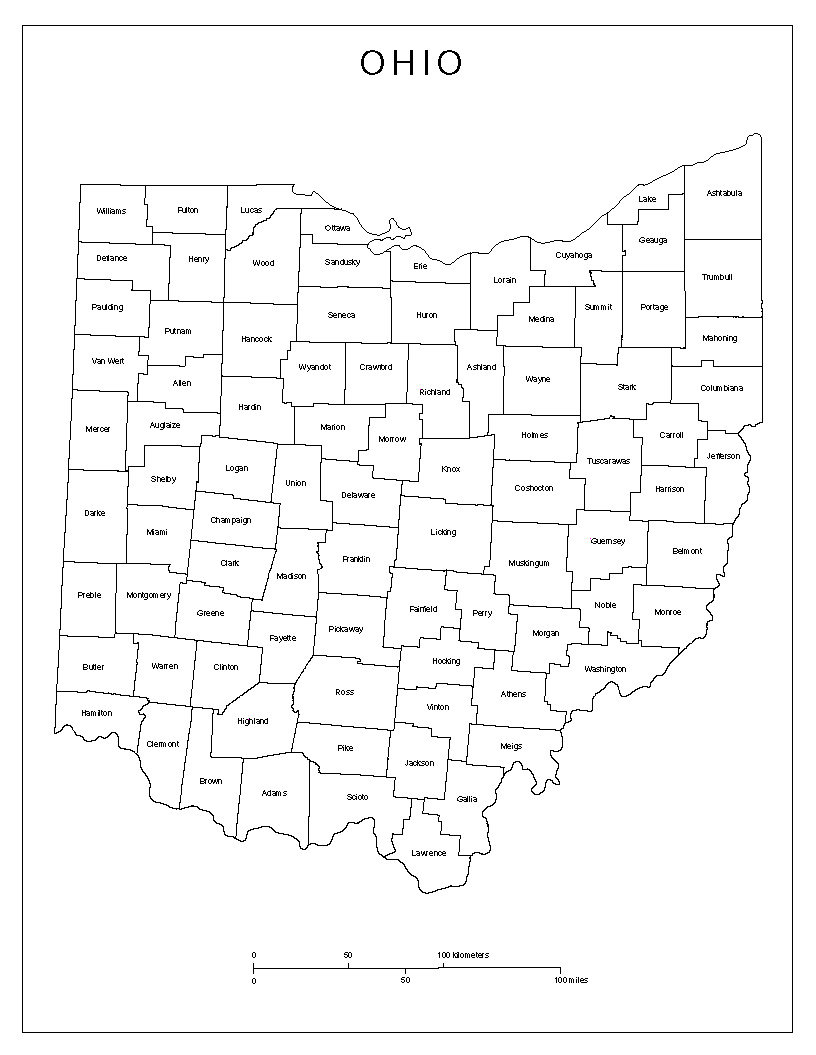 OHIO
Ashtabula
Lake
Williams
Fulton
Lucas
Ottawa
Geauga
Cuyahoga
Defiance
Henry
Wood
Sandusky
Erie
Lorain
Trumbull
Paulding
Putnam
Hancock
Seneca
Huron
Medina
Summit
Portage
Mahoning
Van Wert
Allen
Wyandot
Crawford
Richland
Ashland
Wayne
Stark
Columbiana
Mercer
Auglaize
Hardin
Marion
Morrow
Holmes
Tuscarawas
Carroll
Jefferson
Shelby
Logan
Union
Delaware
Knox
Coshocton
Harrison
Darke
Miami
Champaign
Licking
Guernsey
Belmont
Clark
Madison
Franklin
Muskingum
Preble
Montgomery
Greene
Fayette
Pickaway
Fairfield
Perry
Morgan
Noble
Monroe
Butler
Warren
Clinton
Ross
Hocking
Athens
Washington
Hamilton
Clermont
Highland
Vinton
Pike
Jackson
Meigs
Brown
Adams
Scioto
Gallia
Lawrence
0 50 100 Kilometers
0 50 100 miles